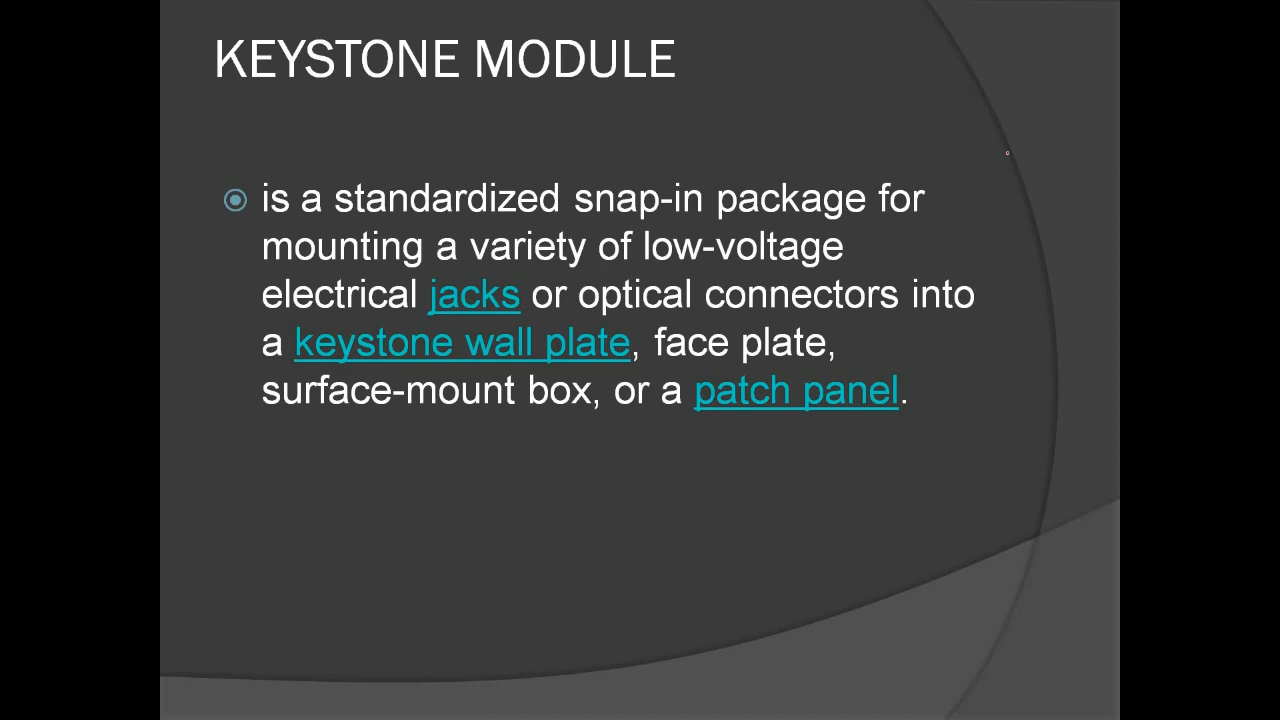 KEYSTONE MODULE
is a standardized snap-in package for
mounting a variety of low-voltage
electrical jacks or optical connectors into
a keystone wall plate, face plate,
surface-mount box, or a patch panel.